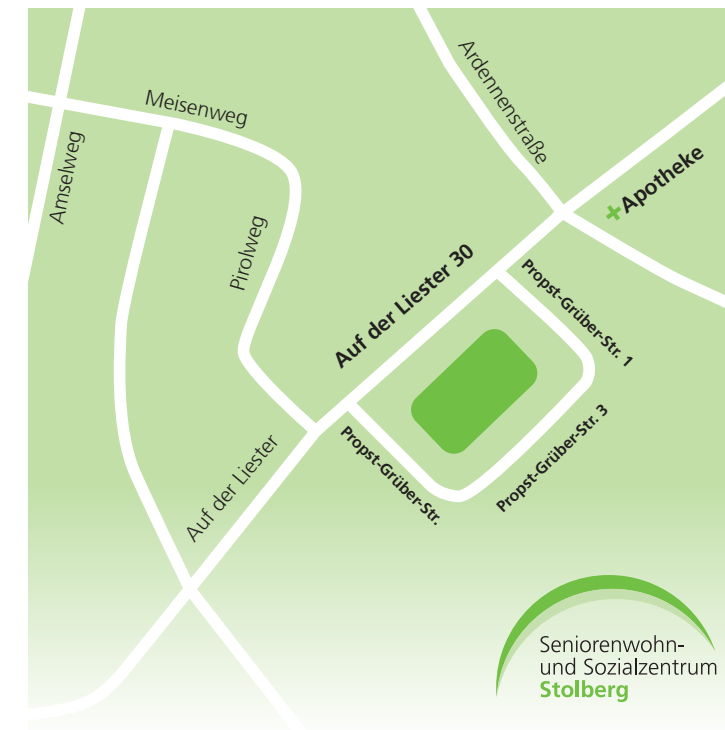 Ardennenstraße
Meisenweg
Amselweg
+Apotheke
Pirolweg
Auf der Liester 30
Propst-Grüber-Str. 1
Propst-Grüber-Str. 3
Propst-Grüber-Str.
Auf der Liester
Seniorenwohn-
und Sozialzentrum
Stolberg